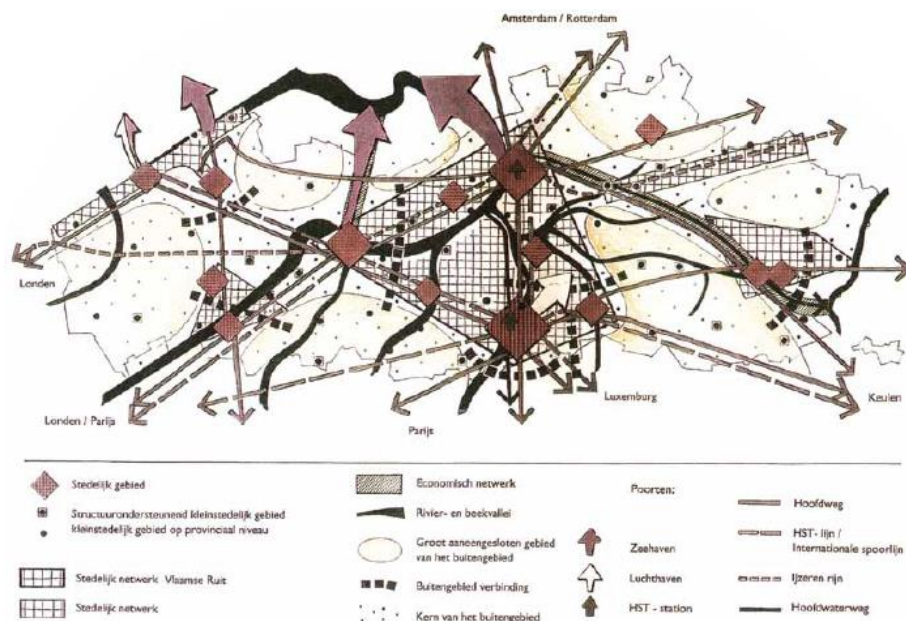 Amsterdam / Rotterdam
Londen
Londen / Parijs
Parijs
Luxemburg
Keulen
Stedelijk gebied
Structuurondersteunend kleinstedelijk gebied
kleinstedelijk gebied op provinciaal niveau
Stedelijk netwerk Vlaamse Ruit
Stedelijk netwerk
Economisch netwerk
Rivier- en beekvallei
Groot aaneengesloten gebied
van het buitengebied
Buitengebied verbinding
Kern van het buitengebied
Poorten:
Zeehaven
Luchthaven
HST - station
Hoofdweg
HST- lijn /
Internationale spoorlijn
Ijzeren rijn
Hoofdwaterweg